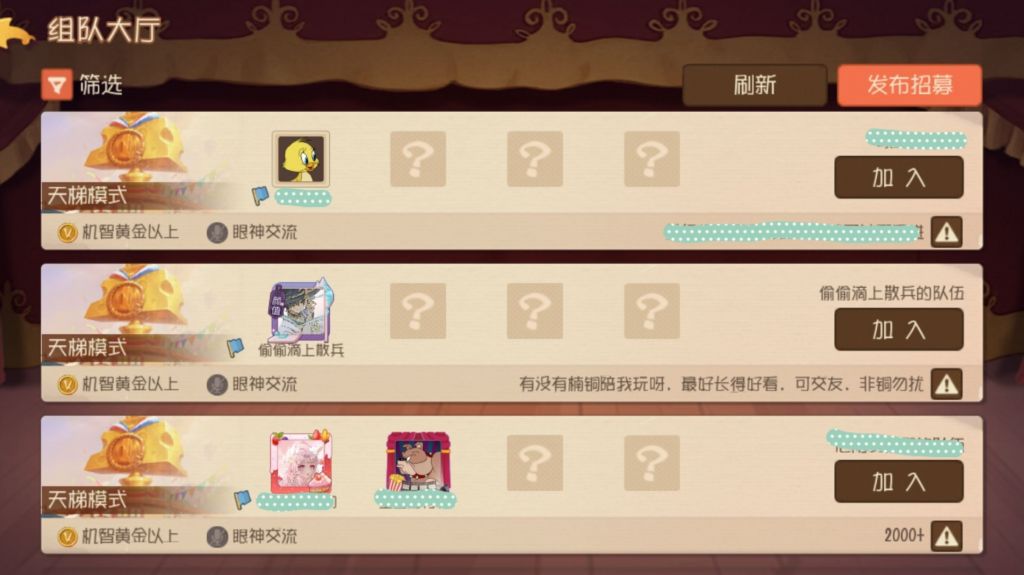 组队大厅
筛选
刷新
发布招募
天梯模式
加入
机智黄金以上
眼神交流
天梯模式
颜值
偷偷滴上散兵
偷偷滴上散兵的队伍
加入
机智黄金以上
眼神交流
有没有楠铜陪我玩呀，最好长得好看，可交友，非铜勿扰
天梯模式
加入
机智黄金以上
眼神交流
2000+